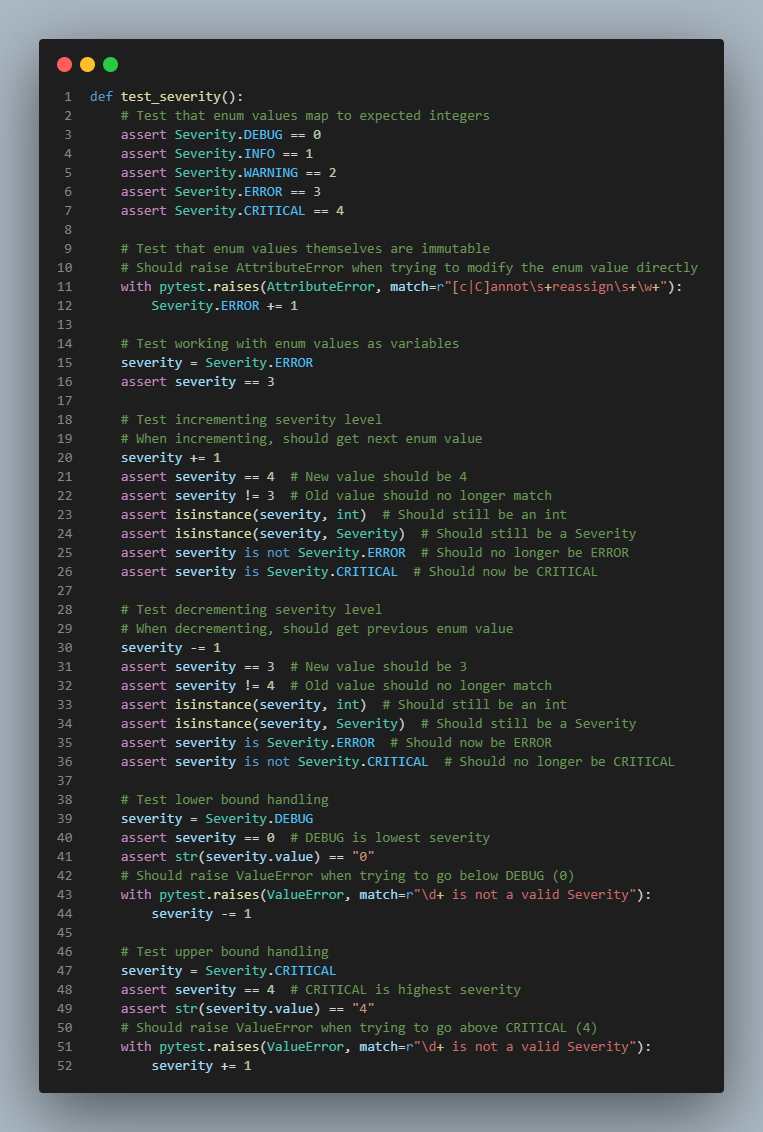 1 def test_severity():
2     # Test that enum values map to expected integers
3     assert Severity.DEBUG == 0
4     assert Severity.INFO == 1
5     assert Severity.WARNING == 2
6     assert Severity.ERROR == 3
7     assert Severity.CRITICAL == 4
8
9     # Test that enum values themselves are immutable
10     # Should raise AttributeError when trying to modify the enum value directly
11     with pytest.raises(AttributeError, match=r"[c|C]annot\s+reassign\s+\w+"):
12         Severity.ERROR += 1
13
14     # Test working with enum values as variables
15     severity = Severity.ERROR
16     assert severity == 3
17
18     # Test incrementing severity level
19     # When incrementing, should get next enum value
20     severity += 1
21     assert severity == 4  # New value should be 4
22     assert severity != 3  # Old value should no longer match
23     assert isinstance(severity, int)  # Should still be an int
24     assert isinstance(severity, Severity)  # Should still be a Severity
25     assert severity is not Severity.ERROR  # Should no longer be ERROR
26     assert severity is Severity.CRITICAL  # Should now be CRITICAL
27
28     # Test decrementing severity level
29     # When decrementing, should get previous enum value
30     severity -= 1
31     assert severity == 3  # New value should be 3
32     assert severity != 4  # Old value should no longer match
33     assert isinstance(severity, int)  # Should still be an int
34     assert isinstance(severity, Severity)  # Should still be a Severity
35     assert severity is Severity.ERROR  # Should now be ERROR
36     assert severity is not Severity.CRITICAL  # Should no longer be CRITICAL
37
38     # Test lower bound handling
39     severity = Severity.DEBUG
40     assert severity == 0  # DEBUG is lowest severity
41     assert str(severity.value) == "0"
42     # Should raise ValueError when trying to go below DEBUG (0)
43     with pytest.raises(ValueError, match=r"\d+ is not a valid Severity"):
44         severity -= 1
45
46     # Test upper bound handling
47     severity = Severity.CRITICAL
48     assert severity == 4  # CRITICAL is highest severity
49     assert str(severity.value) == "4"
50     # Should raise ValueError when trying to go above CRITICAL (4)
51     with pytest.raises(ValueError, match=r"\d+ is not a valid Severity"):
52         severity += 1